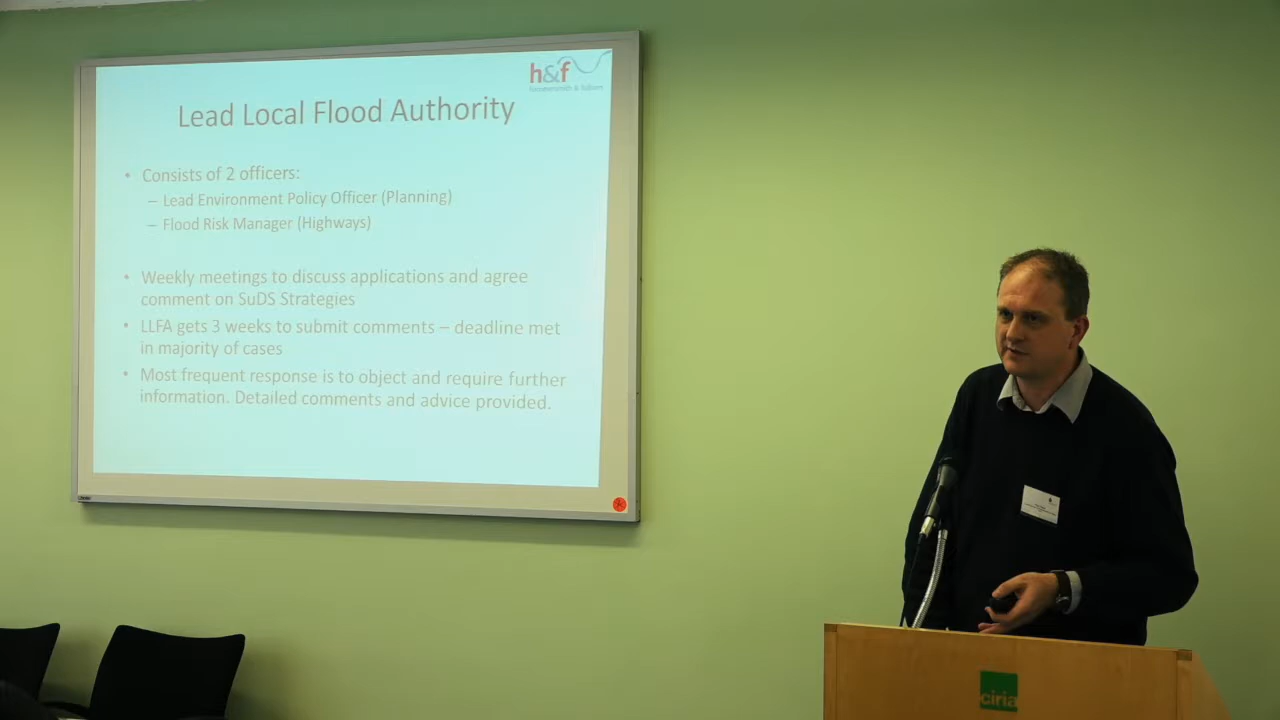 h&f
hammersmith & fulham
Lead Local Flood Authority
• Consists of 2 officers:
– Lead Environment Policy Officer (Planning)
– Flood Risk Manager (Highways)
• Weekly meetings to discuss applications and agree
comment on SuDS Strategies
• LLFA gets 3 weeks to submit comments – deadline met
in majority of cases
• Most frequent response is to object and require further
information. Detailed comments and advice provided.
ciria